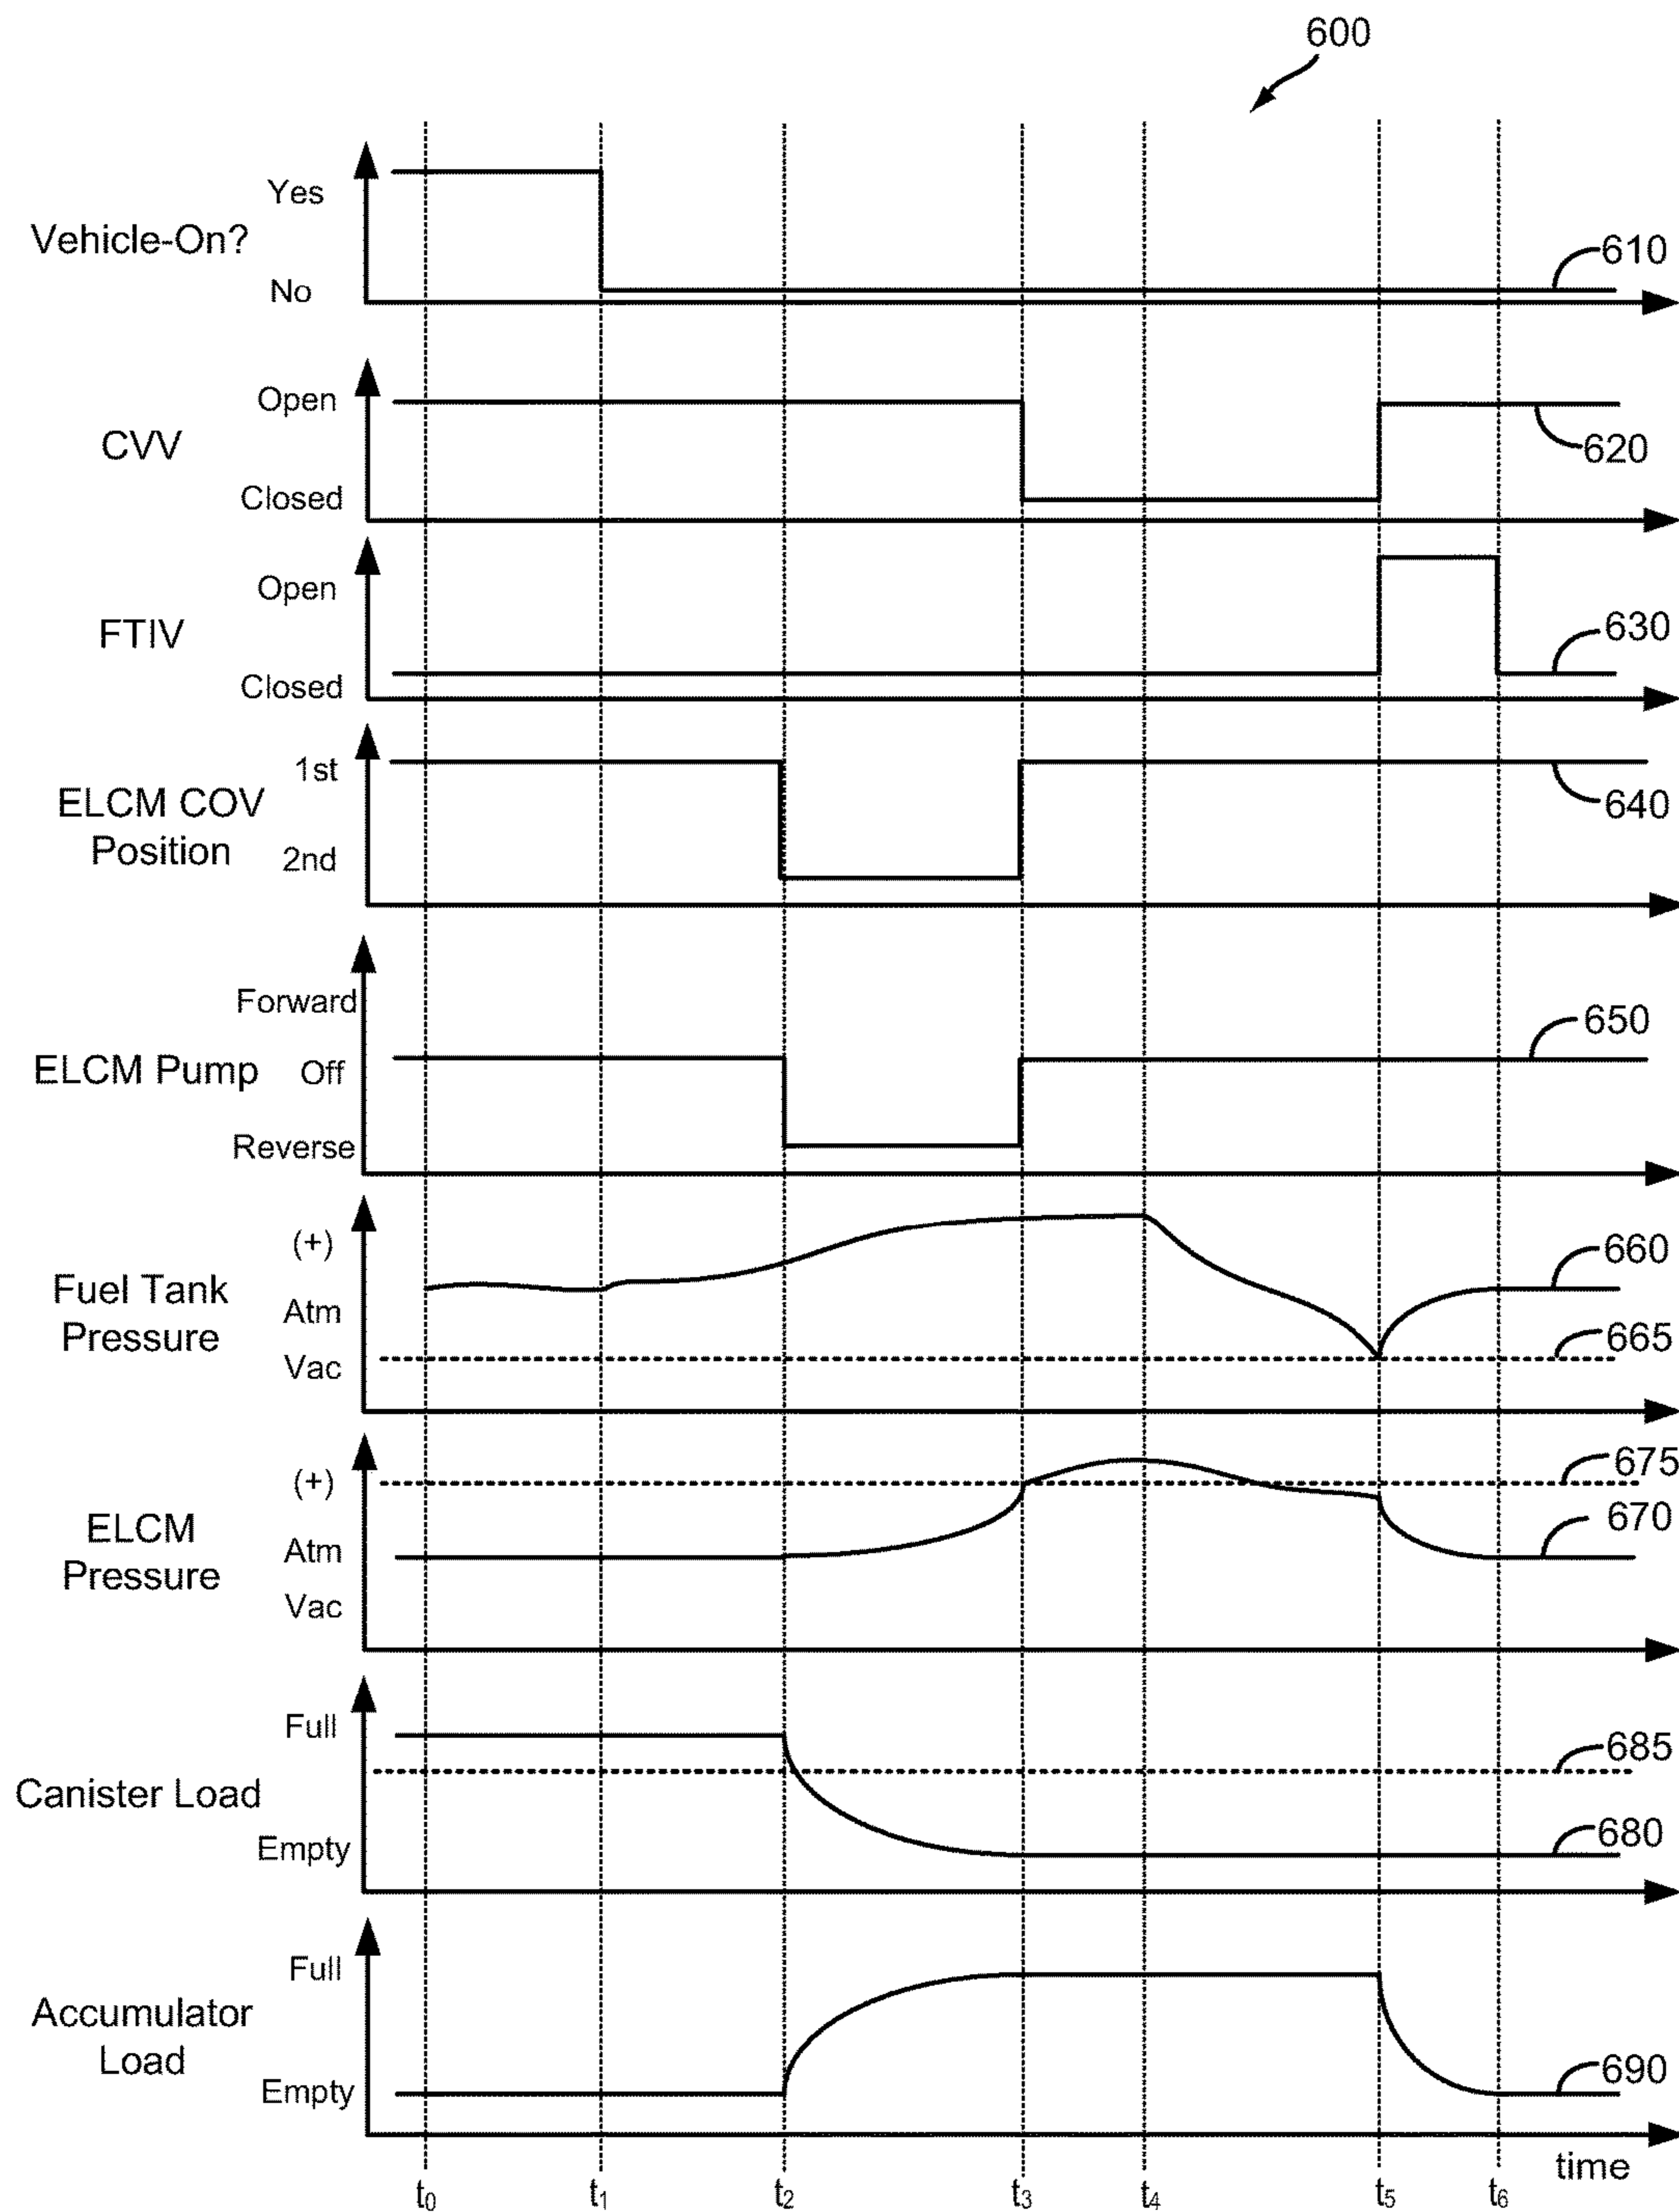 600
Yes
Vehicle-On?
No
610
Open
CVV
Closed
620
Open
FTIV
Closed
630
1st
ELCM COV
Position
2nd
640
Forward
ELCM Pump
Off
Reverse
650
(+)
Fuel Tank
Pressure
Atm
Vac
660
665
(+)
ELCM
Pressure
Atm
Vac
675
670
Full
Canister Load
Empty
685
680
Full
Accumulator
Load
Empty
690
time
t0 t1 t2 t3 t4 t5 t6